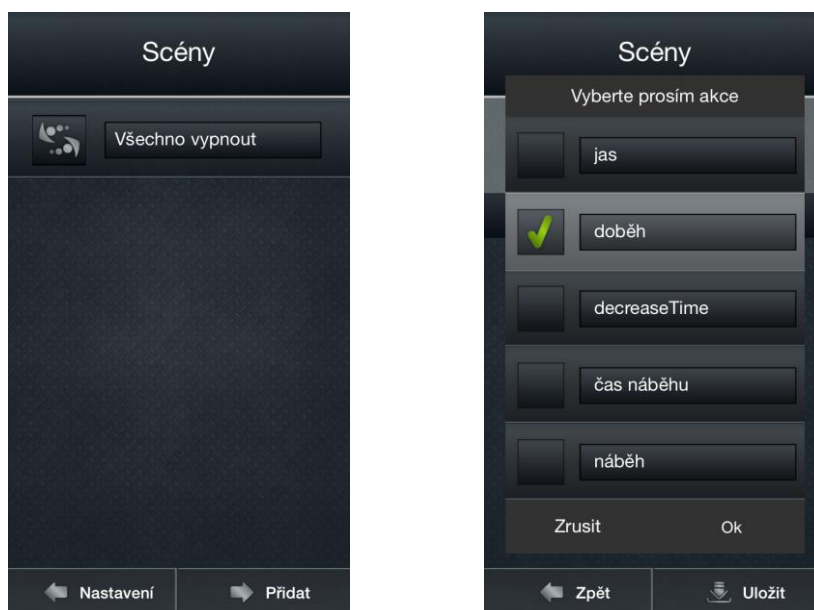 Scény
Všechno vypnout
Nastavení
Přidat
Scény
Vyberte prosím akce
jas
doběh
decreaseTime
čas náběhu
náběh
Zrusit
Ok
Zpět
Uložit